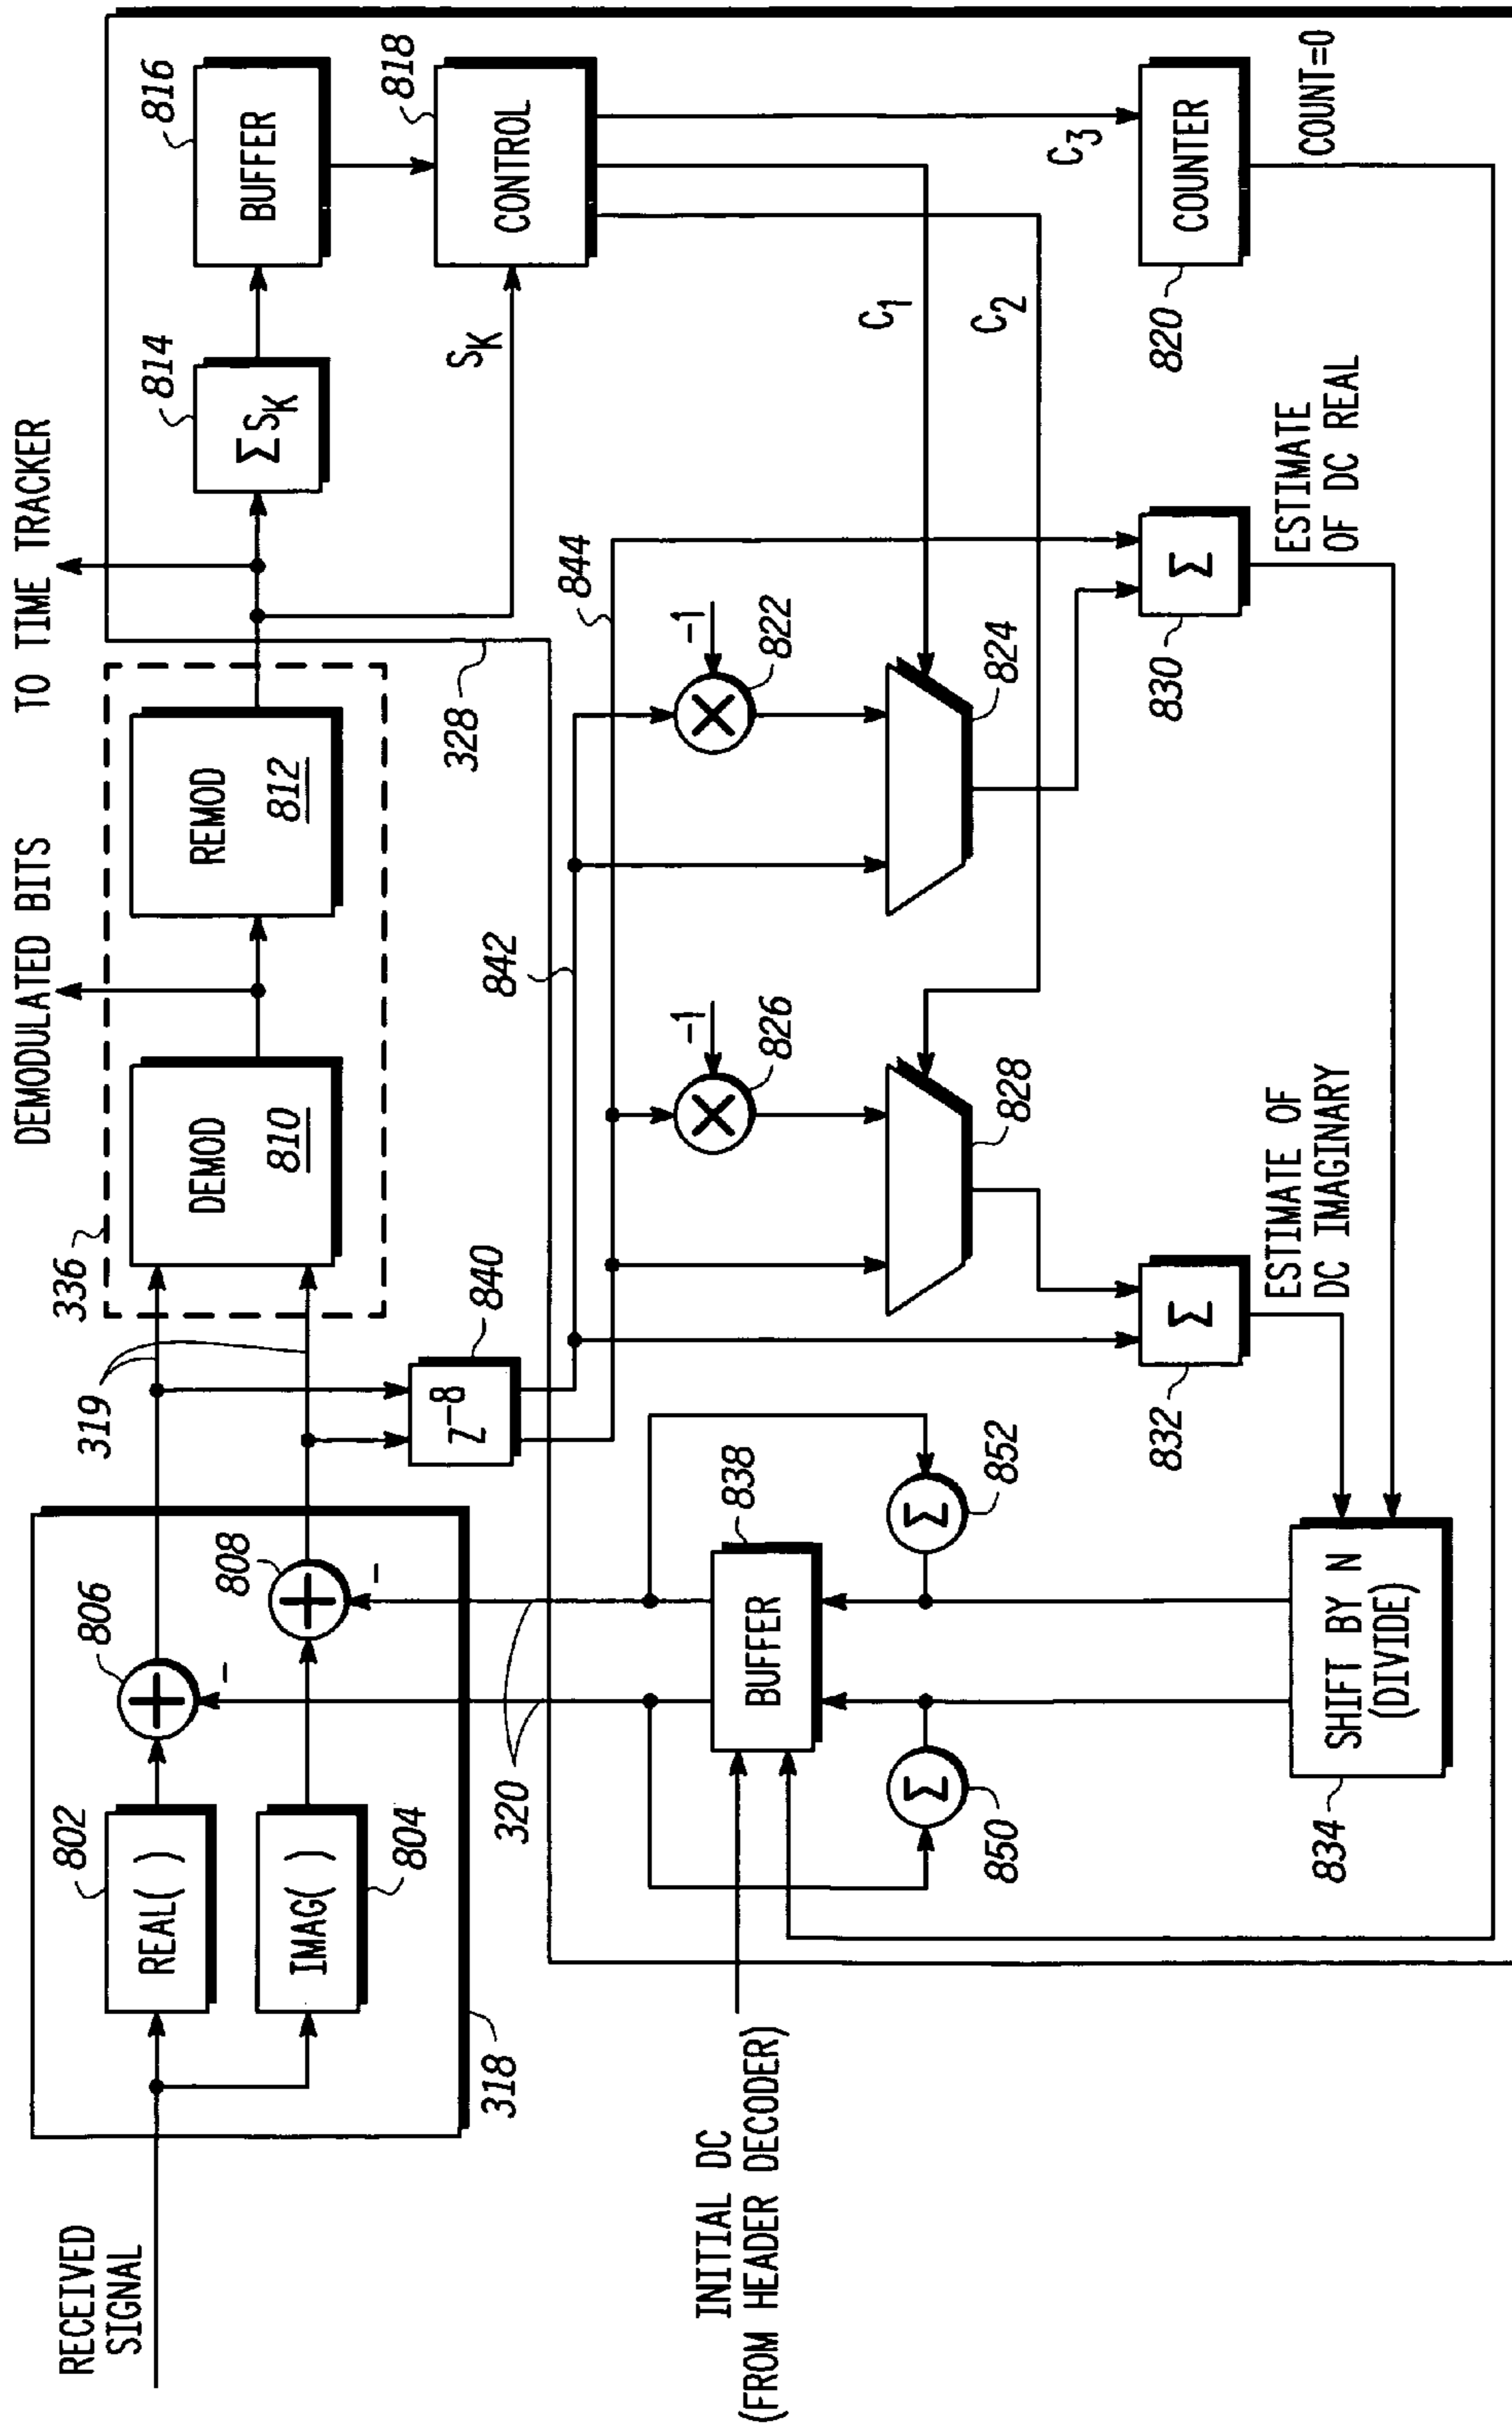 DEMODULATED BITS
TO TIME TRACKER
336
DEMOD
810
REMOD
812
814
Σ SK
816
BUFFER
SK
818
CONTROL
328
RECEIVED
SIGNAL
802
REAL( )
IMAG( )
804
806
-
808
-
318
319
Z-8
840
842
844
-1
826
-1
822
828
824
C1
C2
C3
COUNTER
820
COUNT=0
INITIAL DC
(FROM HEADER DECODER)
320
838
BUFFER
Σ
850
Σ
852
Σ
832
ESTIMATE OF
DC IMAGINARY
Σ
830
ESTIMATE
OF DC REAL
SHIFT BY N
(DIVIDE)
834